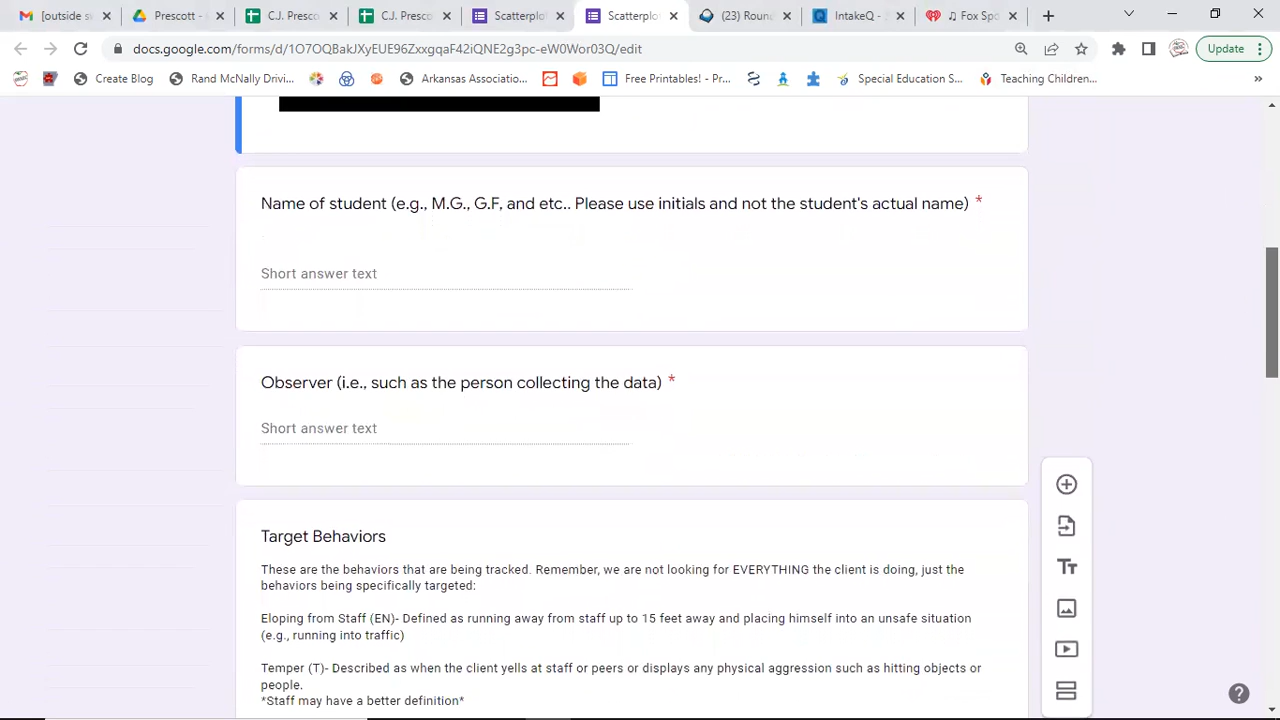 [outside s
Prescott -
C.J. Presco
C.J. Presco
Scatterplo
Scatterplo
(23) Roun
IntakeQ - S
Fox Spo
docs.google.com/forms/d/1O7OQ8akJXyEUE96ZxxgqaF42iQNE2g3pc-eW0Wor03Q/edit
Update
Create Blog
Rand McNally Drivi...
Arkansas Associatio...
Free Printables! - Pr...
Special Education S...
Teaching Children...
»
Name of student (e.g., M.G., G.F, and etc.. Please use initials and not the student's actual name) *
Short answer text
Observer (i.e., such as the person collecting the data) *
Short answer text
Target Behaviors
These are the behaviors that are being tracked. Remember, we are not looking for EVERYTHING the client is doing, just the
behaviors being specifically targeted:
Eloping from Staff (EN)- Defined as running away from staff up to 15 feet away and placing himself into an unsafe situation
(e.g., running into traffic)
Temper (T)- Described as when the client yells at staff or peers or displays any physical aggression such as hitting objects or
people.
*Staff may have a better definition*